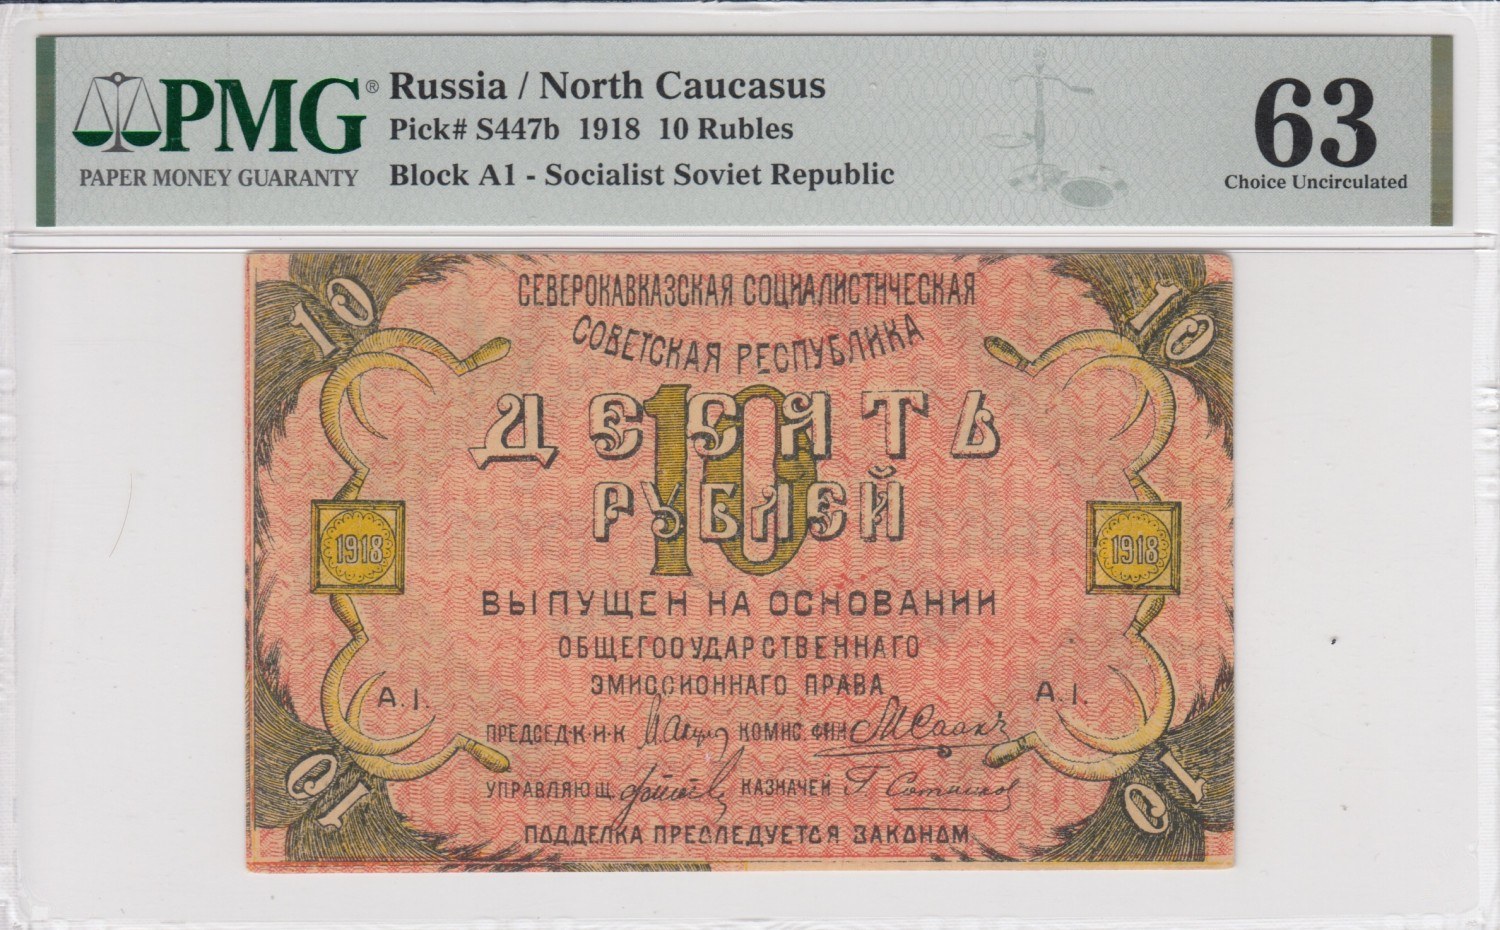 PMG®
PAPER MONEY GUARANTY
Russia / North Caucasus
Pick# S447b 1918 10 Rubles
Block A1 - Socialist Soviet Republic
63
Choice Uncirculated
10
10
СЕВЕРОКАВКАЗСКАЯ СОЦИАЛИСТИЧЕСКАЯ
СОВЕТСКАЯ РЕСПУБЛИКА
10
ДЕСЯТЬ
РУБЛЕЙ
1918
1918
ВЫПУЩЕН НА ОСНОВАНИИ
ОБЩЕГООУДАРСТВЕННАГО
ЭМИССИОННАГО ПРАВА
А.I.
А.I.
ПРЕДСЕД·К·И·К КОМИС. ФИН
УПРАВЛЯЮЩ. КАЗНАЧЕИ
ПОДДЕЛКА ПРЕСЛЕДУЕТСЯ ЗАКОНОМ.
10
10